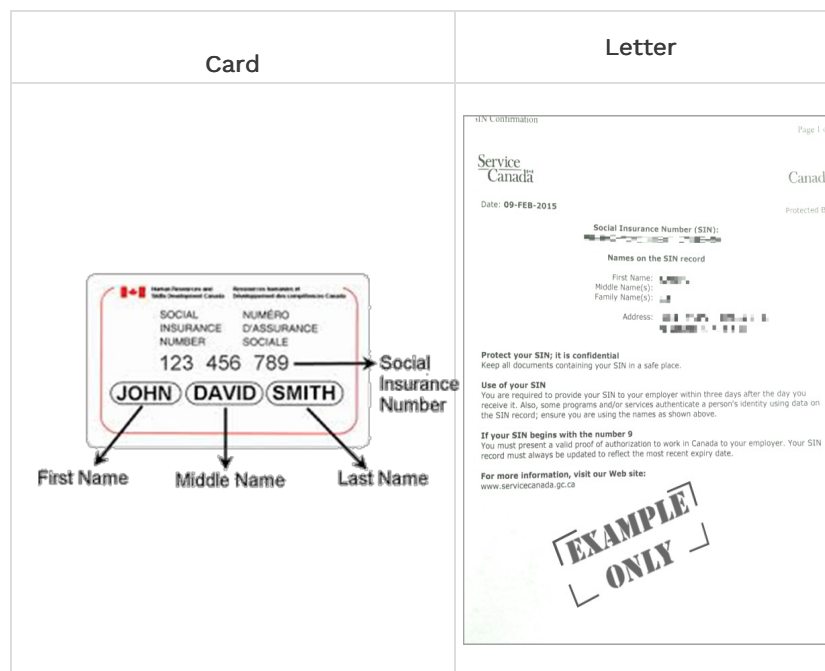 Card
Letter
Human Resources and
Skills Development Canada
Ressources humaines et
Développement des compétences Canada
SOCIAL
INSURANCE
NUMBER
NUMÉRO
D'ASSURANCE
SOCIALE
123 456 789
JOHN DAVID SMITH
Social
Insurance
Number
First Name
Middle Name
Last Name
SIN Confirmation
Page 1
Service
Canada
Canad
Date: 09-FEB-2015
Protected B
Social Insurance Number (SIN):
Names on the SIN record
First Name:
Middle Name(s):
Family Name(s):
Address:
Protect your SIN; it is confidential
Keep all documents containing your SIN in a safe place.
Use of your SIN
You are required to provide your SIN to your employer within three days after the day you
receive it. Also, some programs and/or services authenticate a person's identity using data on
the SIN record; ensure you are using the names as shown above.
If your SIN begins with the number 9
You must present a valid proof of authorization to work in Canada to your employer. Your SIN
record must always be updated to reflect the most recent expiry date.
For more information, visit our Web site:
www.servicecanada.gc.ca
EXAMPLE
ONLY